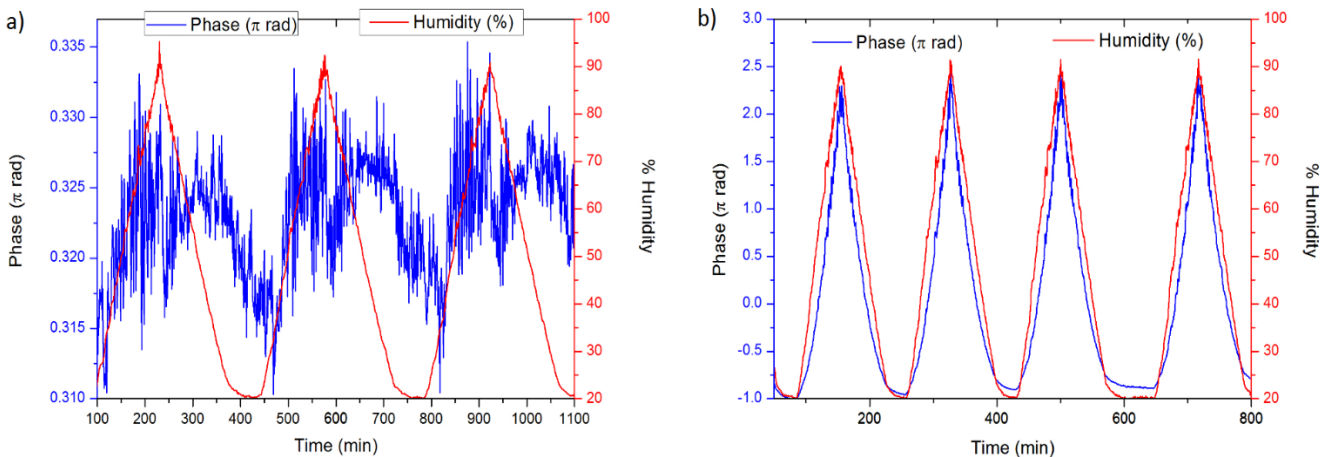 a)
Phase (π rad)
Humidity (%)
0.335
0.330
0.325
0.320
0.315
0.310
Phase (π rad)
100
90
80
70
60
50
40
30
20
% Humidity
100 200 300 400 500 600 700 800 900 1000 1100
Time (min)
b)
Phase (π rad)
Humidity (%)
3.0
2.5
2.0
1.5
1.0
0.5
0.0
-0.5
-1.0
Phase (π rad)
100
90
80
70
60
50
40
30
20
% Humidity
200 400 600 800
Time (min)